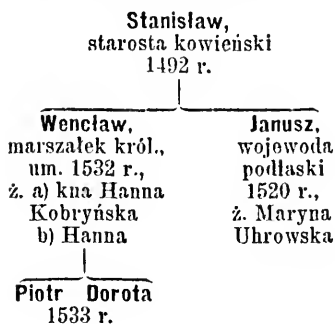 Stanisław,
starosta kowieński
1492 r.
Wencław,
marszałek król.,
um. 1532 r.,
ż. a) kna Hanna
Kobryńska
b) Hanna
Janusz,
wojewoda
podłaski
1520 r.,
ż. Maryna
Uhrowska
Piotr Dorota
1533 r.